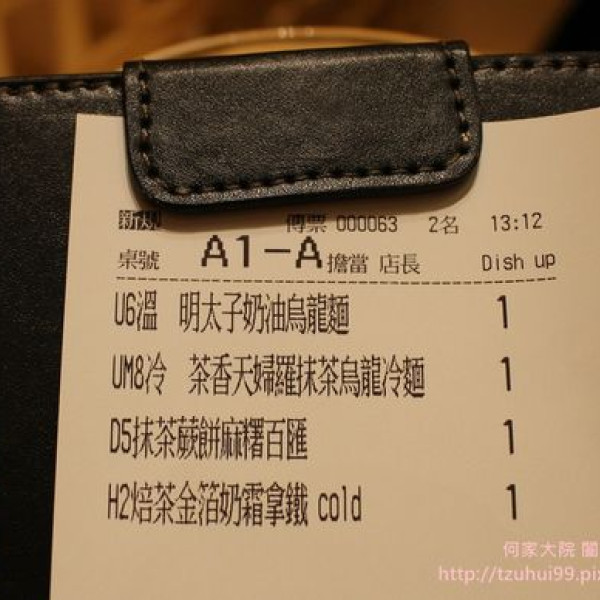 新規 傳票 000063 2名 13:12
桌號 A1-A 擔當 店長 Dish up
U6溫 明太子奶油烏龍麵 1
UM8冷 茶香天婦羅抹茶烏龍冷麵 1
D5抹茶蕨餅麻糬百匯 1
H2焙茶金箔奶霜拿鐵 cold 1
何家大院 關
http://tzuhui99.pix